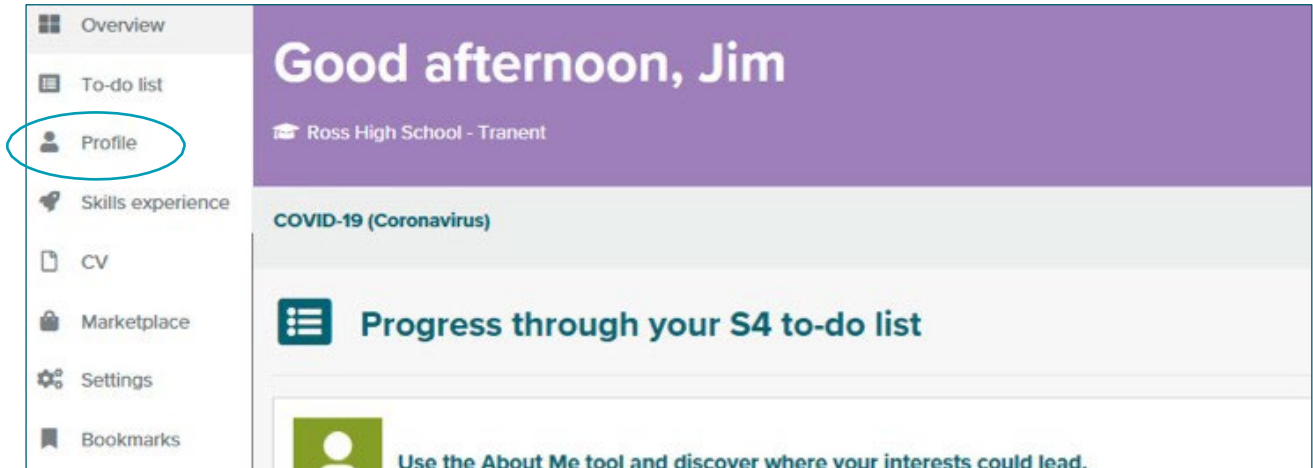 Overview
To-do list
Profile
Skills experience
CV
Marketplace
Settings
Bookmarks
Good afternoon, Jim
Ross High School - Tranent
COVID-19 (Coronavirus)
Progress through your S4 to-do list
Use the About Me tool and discover where your interests could lead.